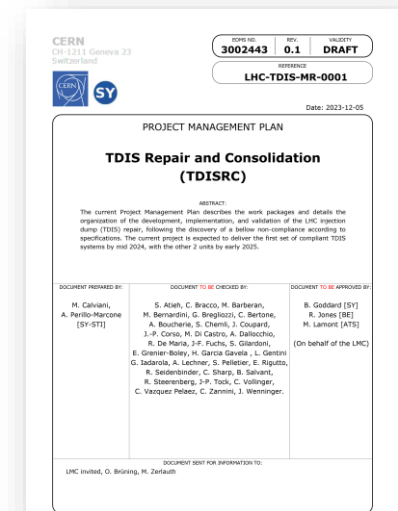 CERN
CH-1211 Geneva 23
Switzerland
EDMS NO.
REV.
VALIDITY
3002443
0.1
DRAFT
REFERENCE
LHC-TDIS-MR-0001
CERN
SY
Date: 2023-12-05
PROJECT MANAGEMENT PLAN
TDIS Repair and Consolidation
(TDISRC)
ABSTRACT:
The current Project Management Plan describes the work packages and details the
organization of the development, implementation, and validation of the LHC injection
dump (TDIS) repair, following the discovery of a bellow non-compliance according to
specifications. The current project is expected to deliver the first set of compliant TDIS
systems by mid 2024, with the other 2 units by early 2025.
DOCUMENT PREPARED BY:
M. Calviani,
A. Perillo-Marcone
[SY-STI]
DOCUMENT TO BE CHECKED BY:
S. Atieh, C. Bracco, M. Barberan,
M. Bernardini, G. Bregliozzi, C. Bertone,
A. Boucherie, S. Chemli, J. Coupard,
J.-P. Corso, M. Di Castro, A. Dallocchio,
R. De Maria, J-F. Fuchs, S. Gilardoni,
E. Grenier-Boley, H. Garcia Gavela , L. Gentini
G. Iadarola, A. Lechner, S. Pelletier, E. Rigutto,
R. Seidenbinder, C. Sharp, B. Salvant,
R. Steerenberg, J-P. Tock, C. Vollinger,
C. Vazquez Pelaez, C. Zannini, J. Wenninger.
DOCUMENT TO BE APPROVED BY:
B. Goddard [SY]
R. Jones [BE]
M. Lamont [ATS]
(On behalf of the LMC)
DOCUMENT SENT FOR INFORMATION TO:
LMC invited, O. Brüning, M. Zerlauth